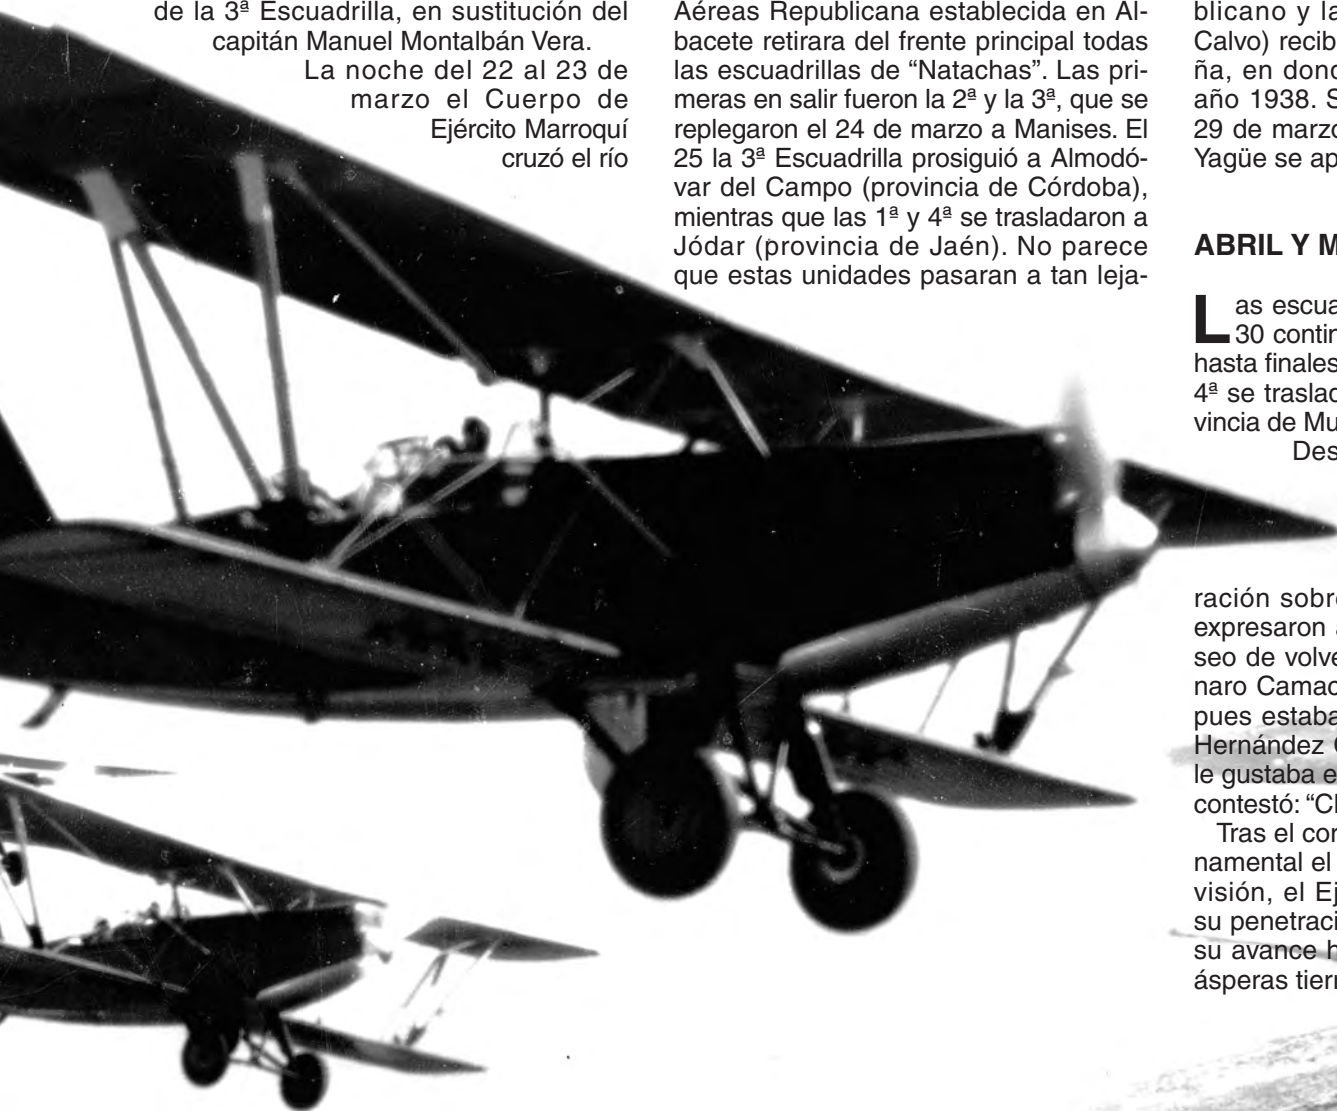 de la 3ª Escuadrilla, en sustitución del
capitán Manuel Montalbán Vera.
La noche del 22 al 23 de
marzo el Cuerpo de
Ejército Marroquí
cruzó el río
Aéreas Republicana establecida en Al-
bacete retirara del frente principal todas
las escuadrillas de “Natachas”. Las pri-
meras en salir fueron la 2ª y la 3ª, que se
replegaron el 24 de marzo a Manises. El
25 la 3ª Escuadrilla prosiguió a Almodó-
var del Campo (provincia de Córdoba),
mientras que las 1ª y 4ª se trasladaron a
Jódar (provincia de Jaén). No parece
que estas unidades pasaran a tan leja-
blicano y la
Calvo) recib
ña, en donc
año 1938. S
29 de marzo
Yagüe se ap
ABRIL Y M
Las escua
30 contin
hasta finales
4ª se traslac
vincia de Mu
Des
ración sobre
expresaron a
seo de volve
naro Camac
pues estaba
Hernández C
le gustaba e
contestó: “Cl
Tras el cor
namental el
visión, el Ej
su penetraci
su avance h
ásperas tierr